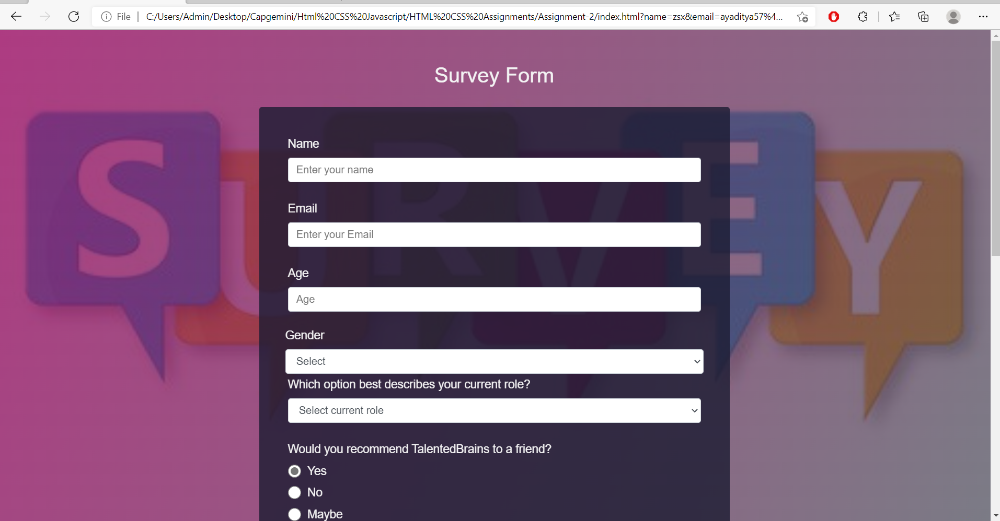 File | C:/Users/Admin/Desktop/Capgemini/Html%20CSS%20Javascript/HTML%20CSS%20Assignments/Assignment-2/index.html?name=zsx&email=ayaditya57%4...
Survey Form
SURVEY
Name
Enter your name
Email
Enter your Email
Age
Age
Gender
Select
Which option best describes your current role?
Select current role
Would you recommend TalentedBrains to a friend?
Yes
No
Maybe